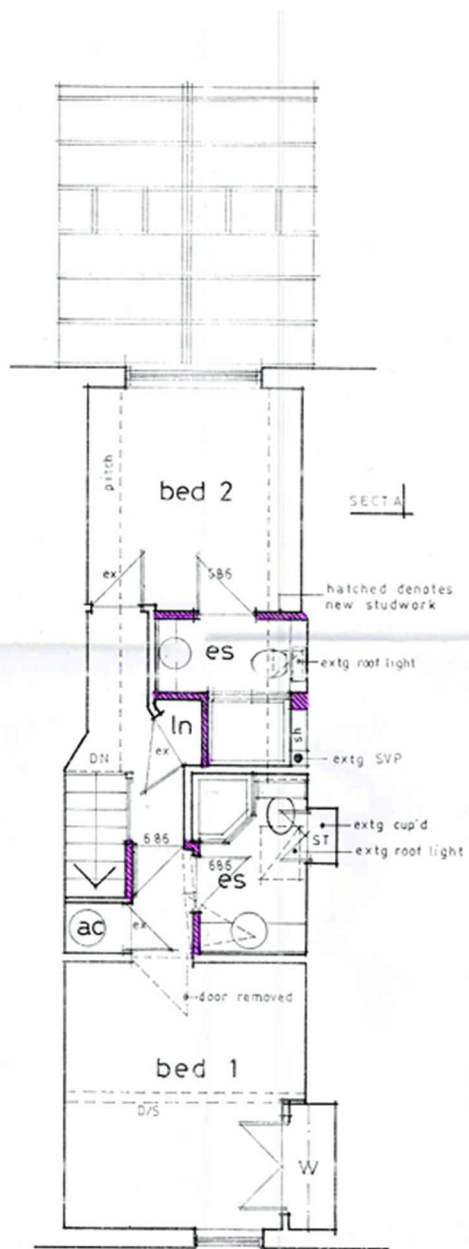 pitch
bed 2
SECT.A
ex
586
hatched denotes
new studwork
es
extg roof light
ln
ex
sh
DN
extg SVP
686
686
ST
extg cup'd
extg roof light
es
ac
ex
door removed
bed 1
D/S
W